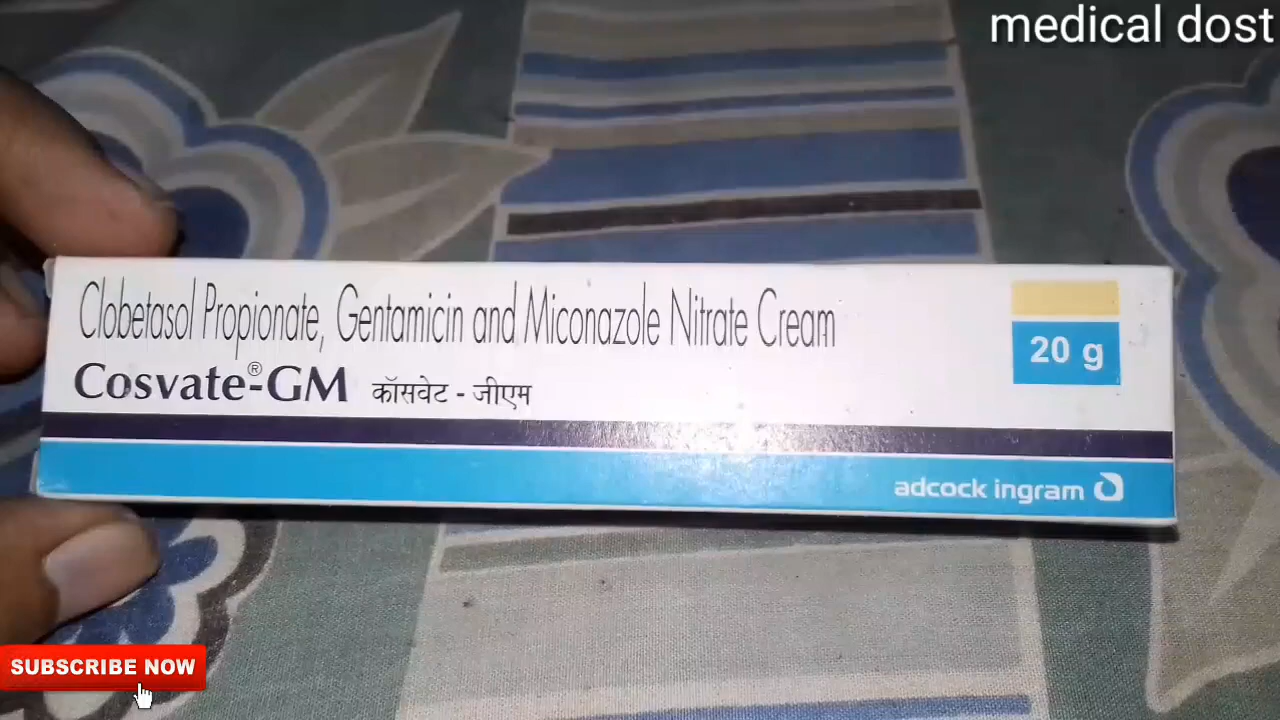 medical dost
Clobetasol Propionate, Gentamicin and Miconazole Nitrate Cream
Cosvate®-GM कॉसवेट - जीएम
20 g
adcock ingram
SUBSCRIBE NOW